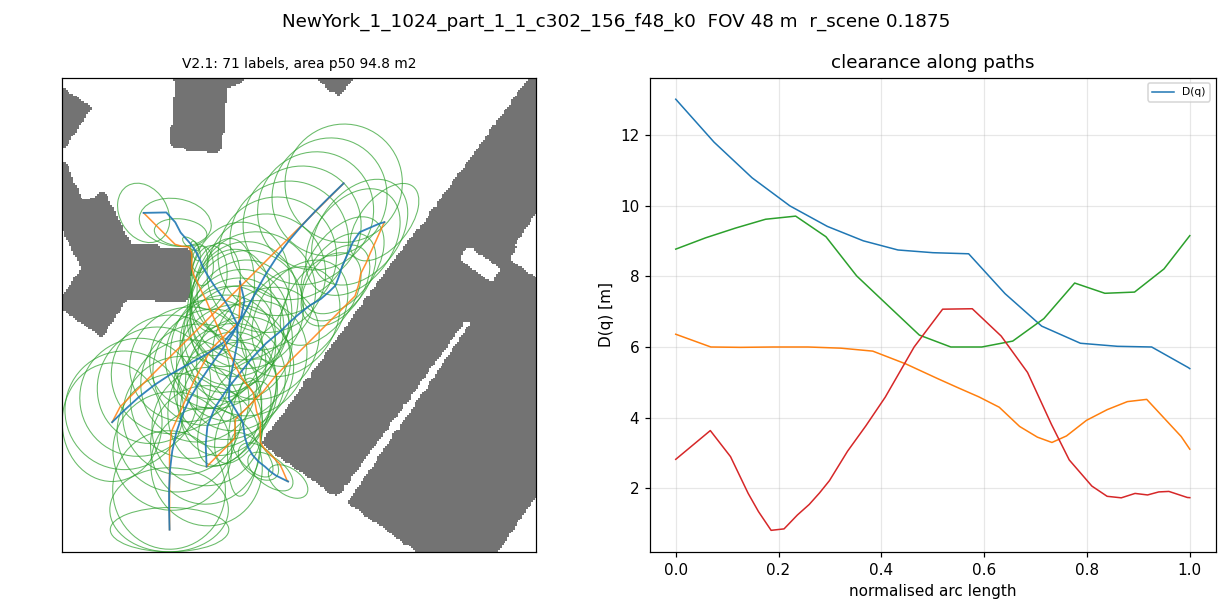 NewYork_1_1024_part_1_1_c302_156_f48_k0  FOV 48 m  r_scene 0.1875
V2.1: 71 labels, area p50 94.8 m2
clearance along paths
D(q)
12
10
8
6
4
2
D(q) [m]
0.0 0.2 0.4 0.6 0.8 1.0
normalised arc length